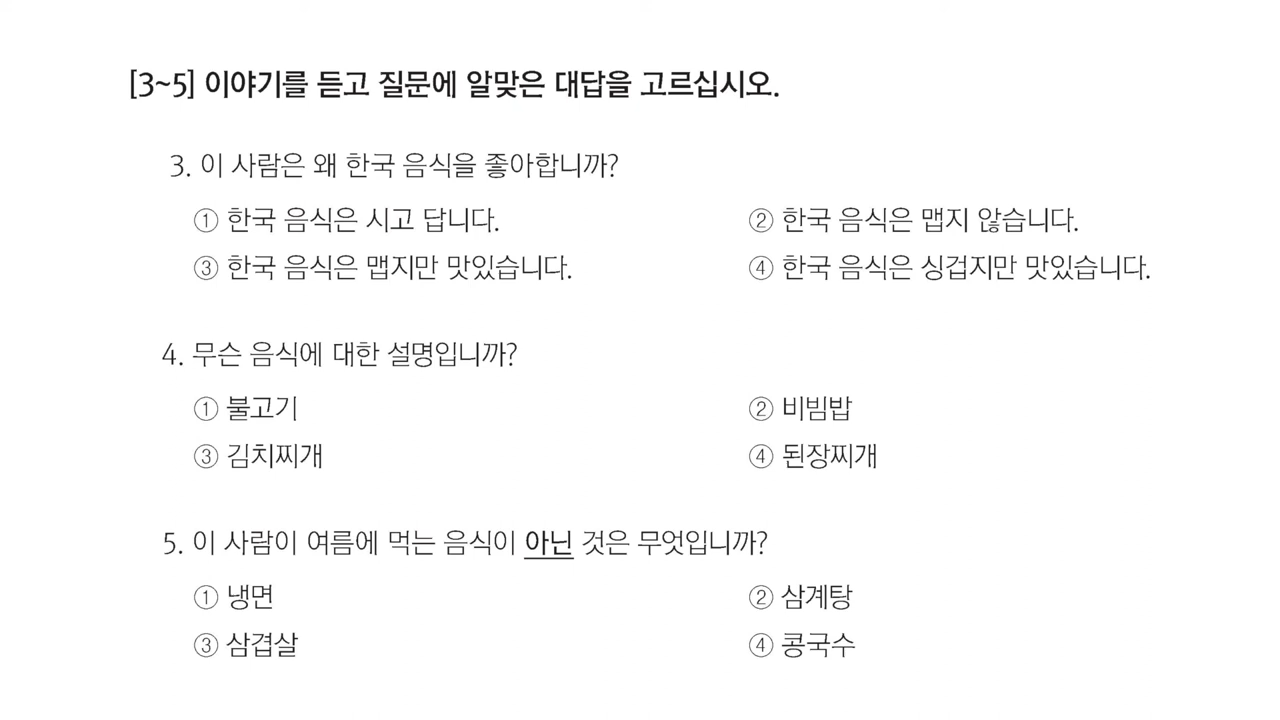 [3~5] 이야기를 듣고 질문에 알맞은 대답을 고르십시오.
3. 이 사람은 왜 한국 음식을 좋아합니까?
① 한국 음식은 시고 답니다. ② 한국 음식은 맵지 않습니다.
③ 한국 음식은 맵지만 맛있습니다. ④ 한국 음식은 싱겁지만 맛있습니다.
4. 무슨 음식에 대한 설명입니까?
① 불고기 ② 비빔밥
③ 김치찌개 ④ 된장찌개
5. 이 사람이 여름에 먹는 음식이 아닌 것은 무엇입니까?
① 냉면 ② 삼계탕
③ 삼겹살 ④ 콩국수